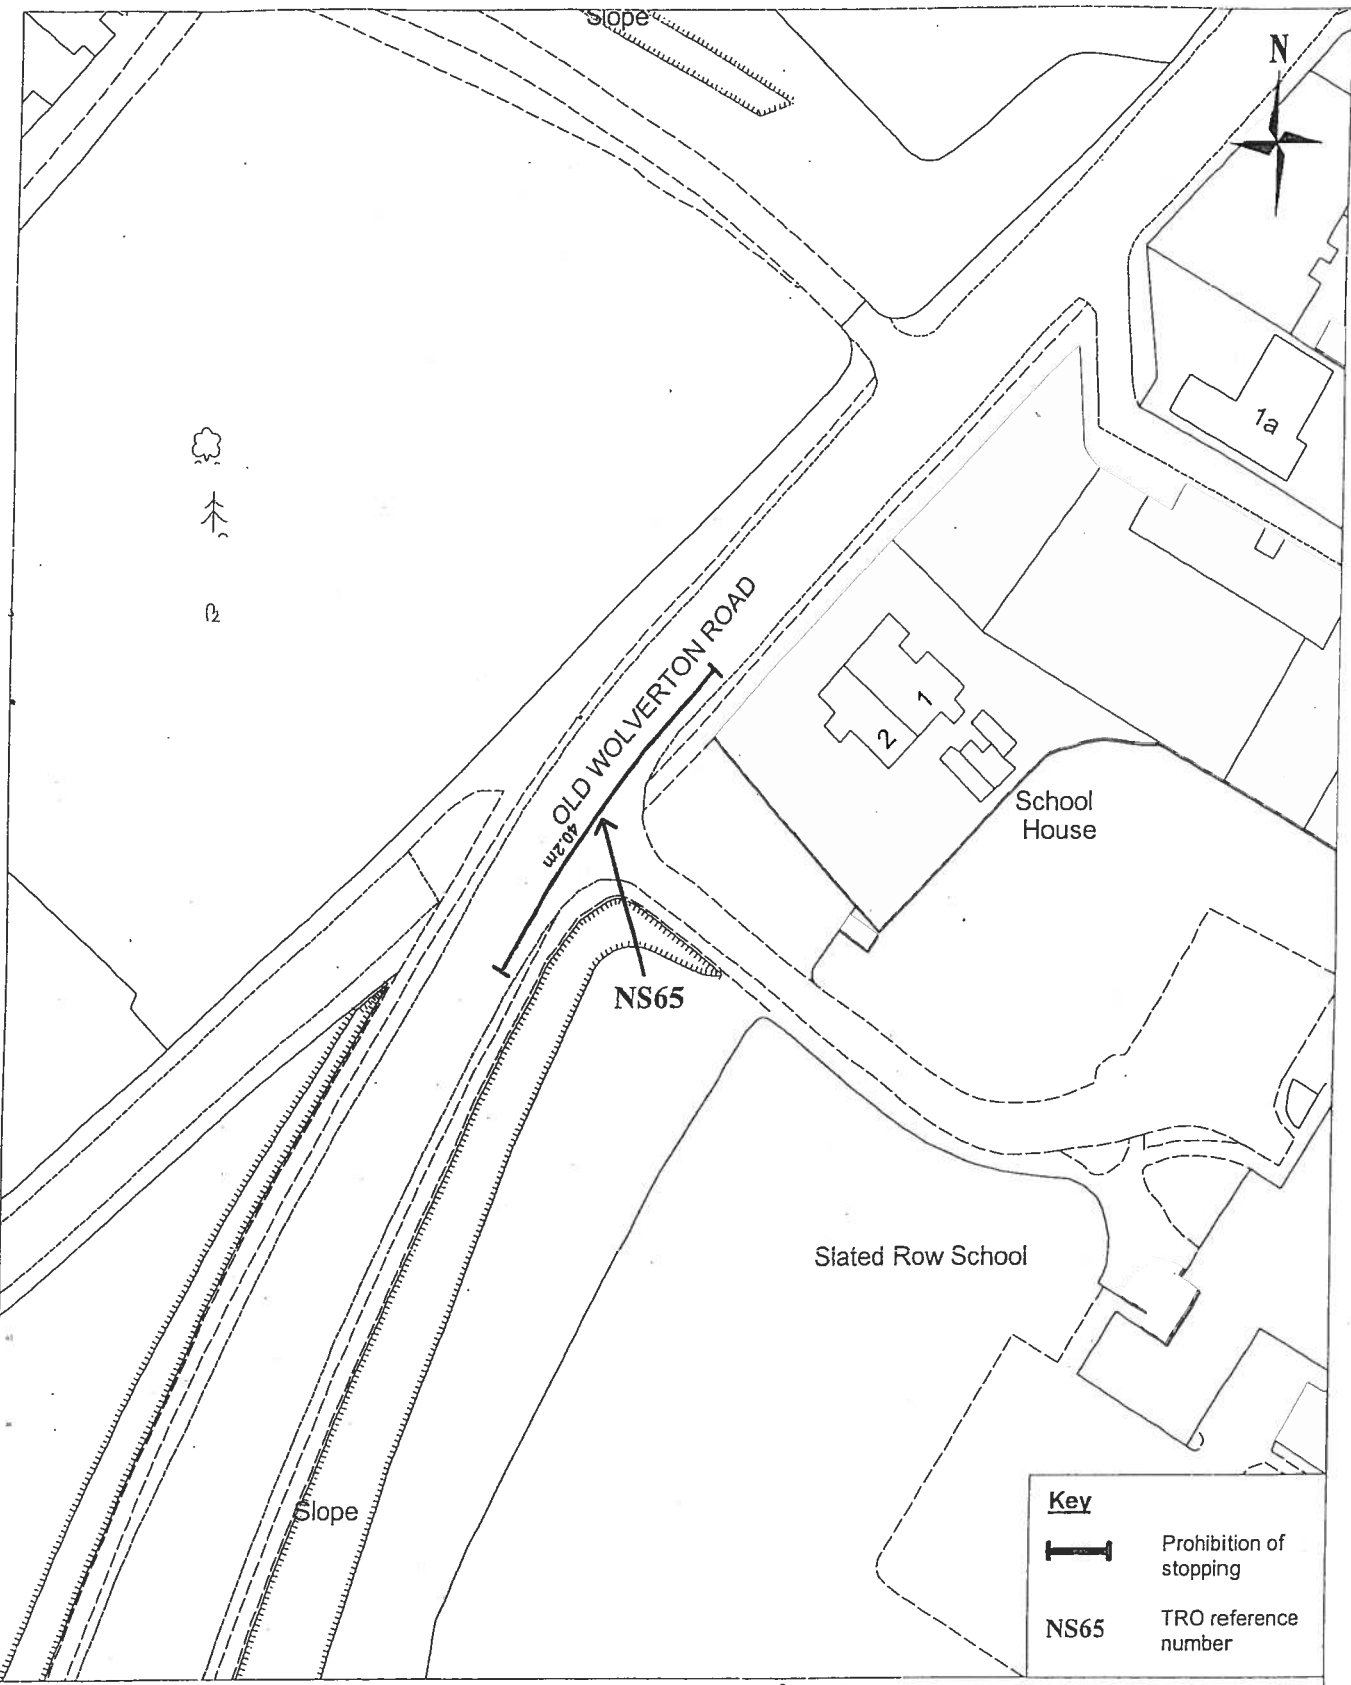 Slope
N
1a
OLD WOLVERTON ROAD
40.2m
1
2
School
House
NS65
Slated Row School
Slope
Key
Prohibition of
stopping
NS65
TRO reference
number